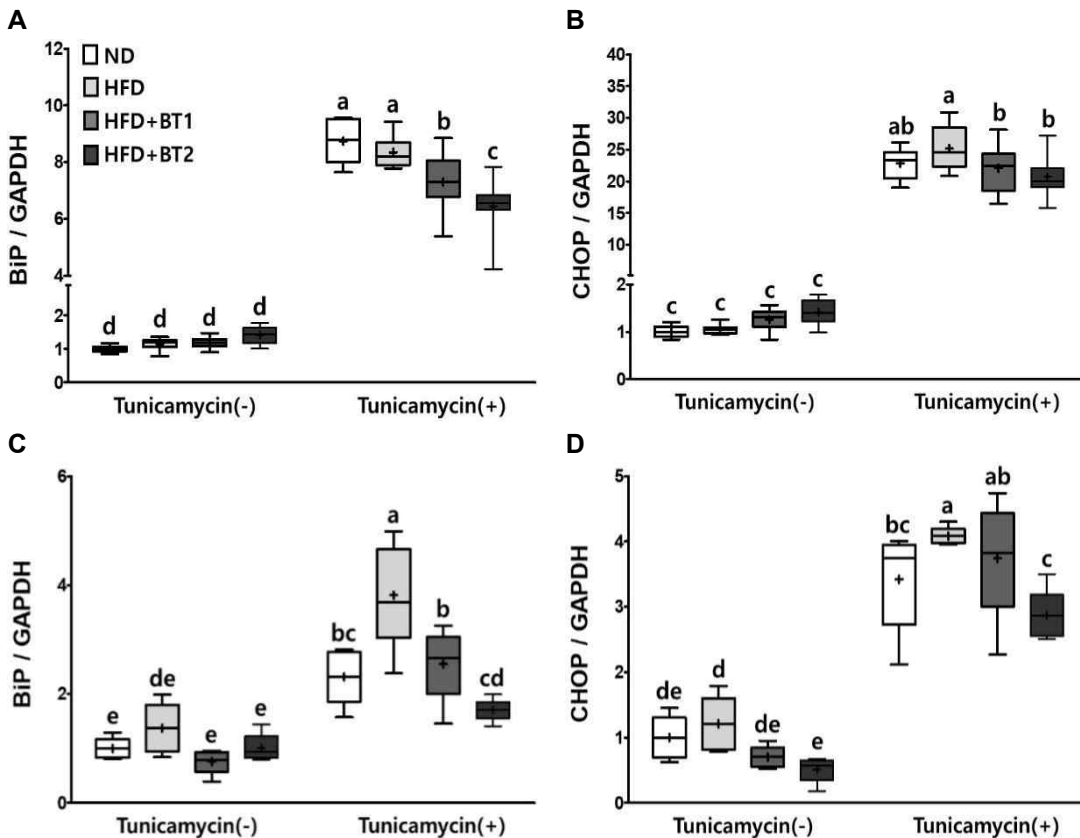 A
BiP / GAPDH
12
10
8
6
4
2
1
0
ND
HFD
HFD+BT1
HFD+BT2
a
a
b
c
d
d
d
d
Tunicamycin(-)
Tunicamycin(+)
B
CHOP / GAPDH
40
35
30
25
20
15
10
2
1
0
ab
a
b
b
c
c
c
c
Tunicamycin(-)
Tunicamycin(+)
C
BiP / GAPDH
6
4
2
0
e
de
e
e
bc
a
b
cd
Tunicamycin(-)
Tunicamycin(+)
D
CHOP / GAPDH
5
4
3
2
1
0
de
d
de
e
bc
a
ab
c
Tunicamycin(-)
Tunicamycin(+)